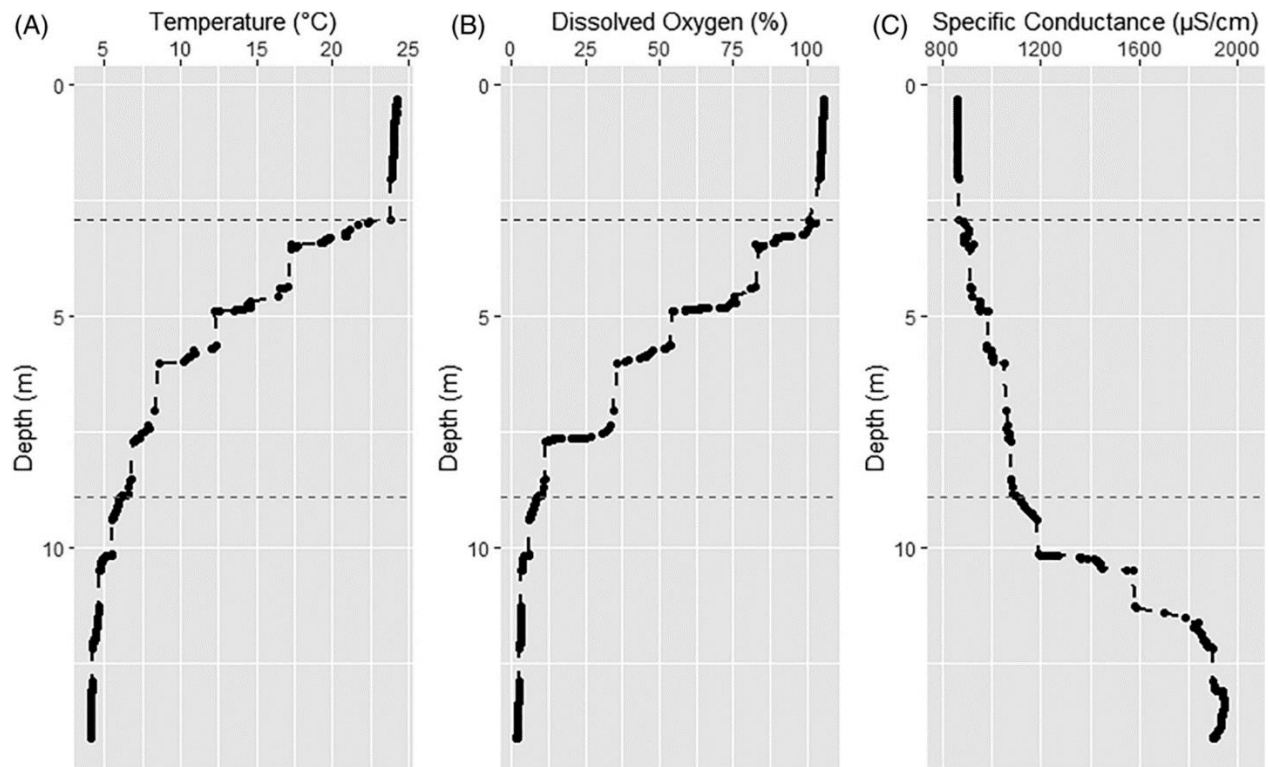 (A) Temperature (°C)
5 10 15 20 25
0
5
10
Depth (m)
(B) Dissolved Oxygen (%)
0 25 50 75 100
0
5
10
Depth (m)
(C) Specific Conductance (µS/cm)
800 1200 1600 2000
0
5
10
Depth (m)